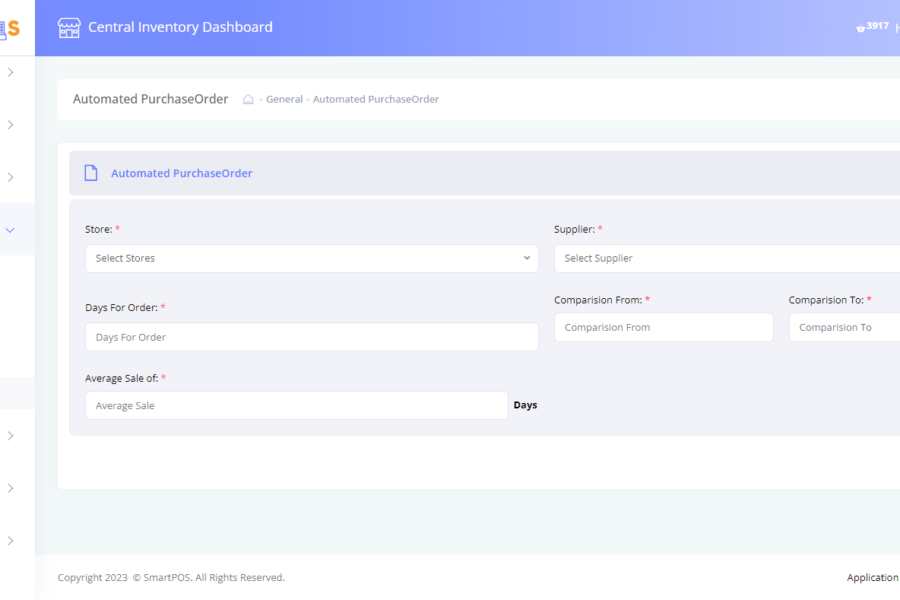 S
Central Inventory Dashboard
3917
Automated PurchaseOrder
General
Automated PurchaseOrder
Automated PurchaseOrder
Store: *
Supplier: *
Select Stores
Select Supplier
Days For Order: *
Comparision From: *
Comparision To: *
Days For Order
Comparision From
Comparision To
Average Sale of: *
Average Sale
Days
Copyright 2023 © SmartPOS. All Rights Reserved.
Application